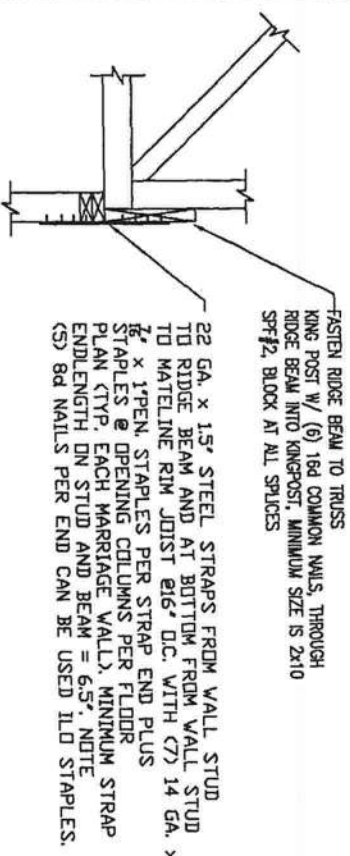 FASTEN RIDGE BEAM TO TRUSS
KING POST W/ (6) 16d COMMON NAILS, THROUGH
RIDGE BEAM INTO KINGPOST, MINIMUM SIZE IS 2x10
SPF#2, BLOCK AT ALL SPLICES
22 GA. x 1.5" STEEL STRAPS FROM WALL STUD
TO RIDGE BEAM AND AT BOTTOM FROM WALL STUD
TO MATELINE RIM JOIST @16" O.C. WITH (7) 14 GA. x
7/16" x 1"PEN. STAPLES PER STRAP END PLUS
STAPLES @ OPENING COLUMNS PER FLOOR
PLAN (TYP. EACH MARRIAGE WALL). MINIMUM STRAP
ENDLENGTH ON STUD AND BEAM = 6.5". NOTE
(5) 8d NAILS PER END CAN BE USED ILO STAPLES.